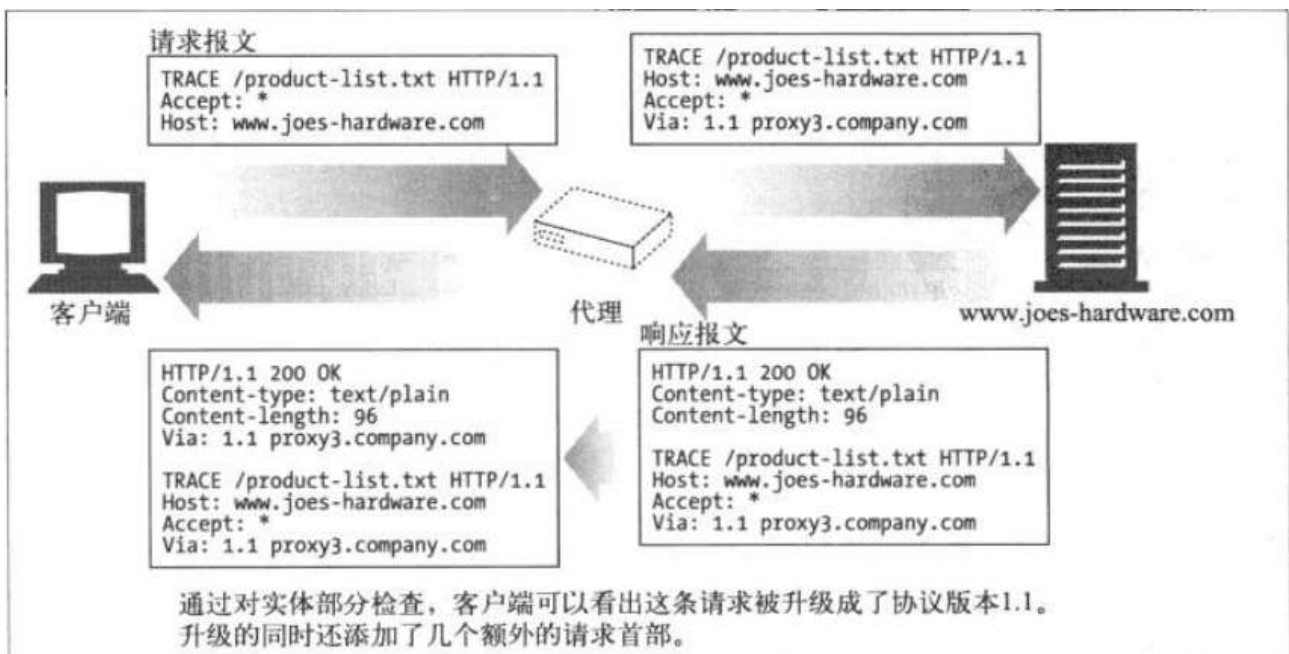 请求报文
TRACE /product-list.txt HTTP/1.1
Accept: *
Host: www.joes-hardware.com
TRACE /product-list.txt HTTP/1.1
Host: www.joes-hardware.com
Accept: *
Via: 1.1 proxy3.company.com
客户端
代理
www.joes-hardware.com
响应报文
HTTP/1.1 200 OK
Content-type: text/plain
Content-length: 96
Via: 1.1 proxy3.company.com
TRACE /product-list.txt HTTP/1.1
Host: www.joes-hardware.com
Accept: *
Via: 1.1 proxy3.company.com
HTTP/1.1 200 OK
Content-type: text/plain
Content-length: 96
TRACE /product-list.txt HTTP/1.1
Host: www.joes-hardware.com
Accept: *
Via: 1.1 proxy3.company.com
通过对实体部分检查，客户端可以看出这条请求被升级成了协议版本1.1。
升级的同时还添加了几个额外的请求首部。